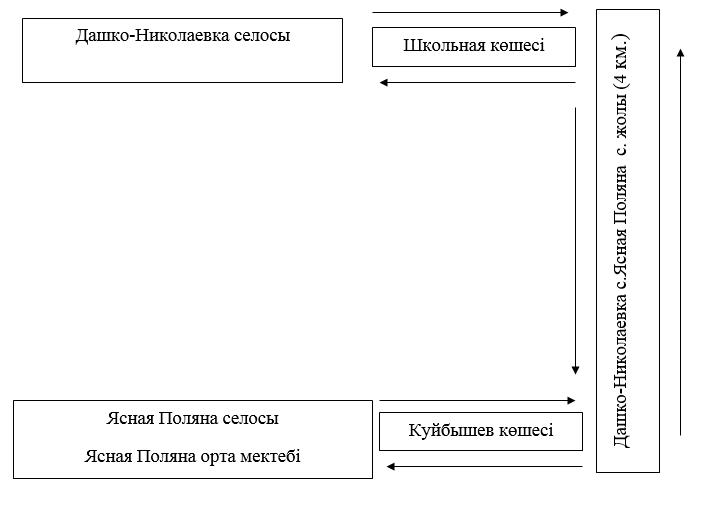 Дашко-Николаевка селосы
Школьная көшесі
Дашко-Николаевка с.Ясная Поляна с. жолы (4 км.)
Ясная Поляна селосы
Ясная Поляна орта мектебі
Куйбышев көшесі